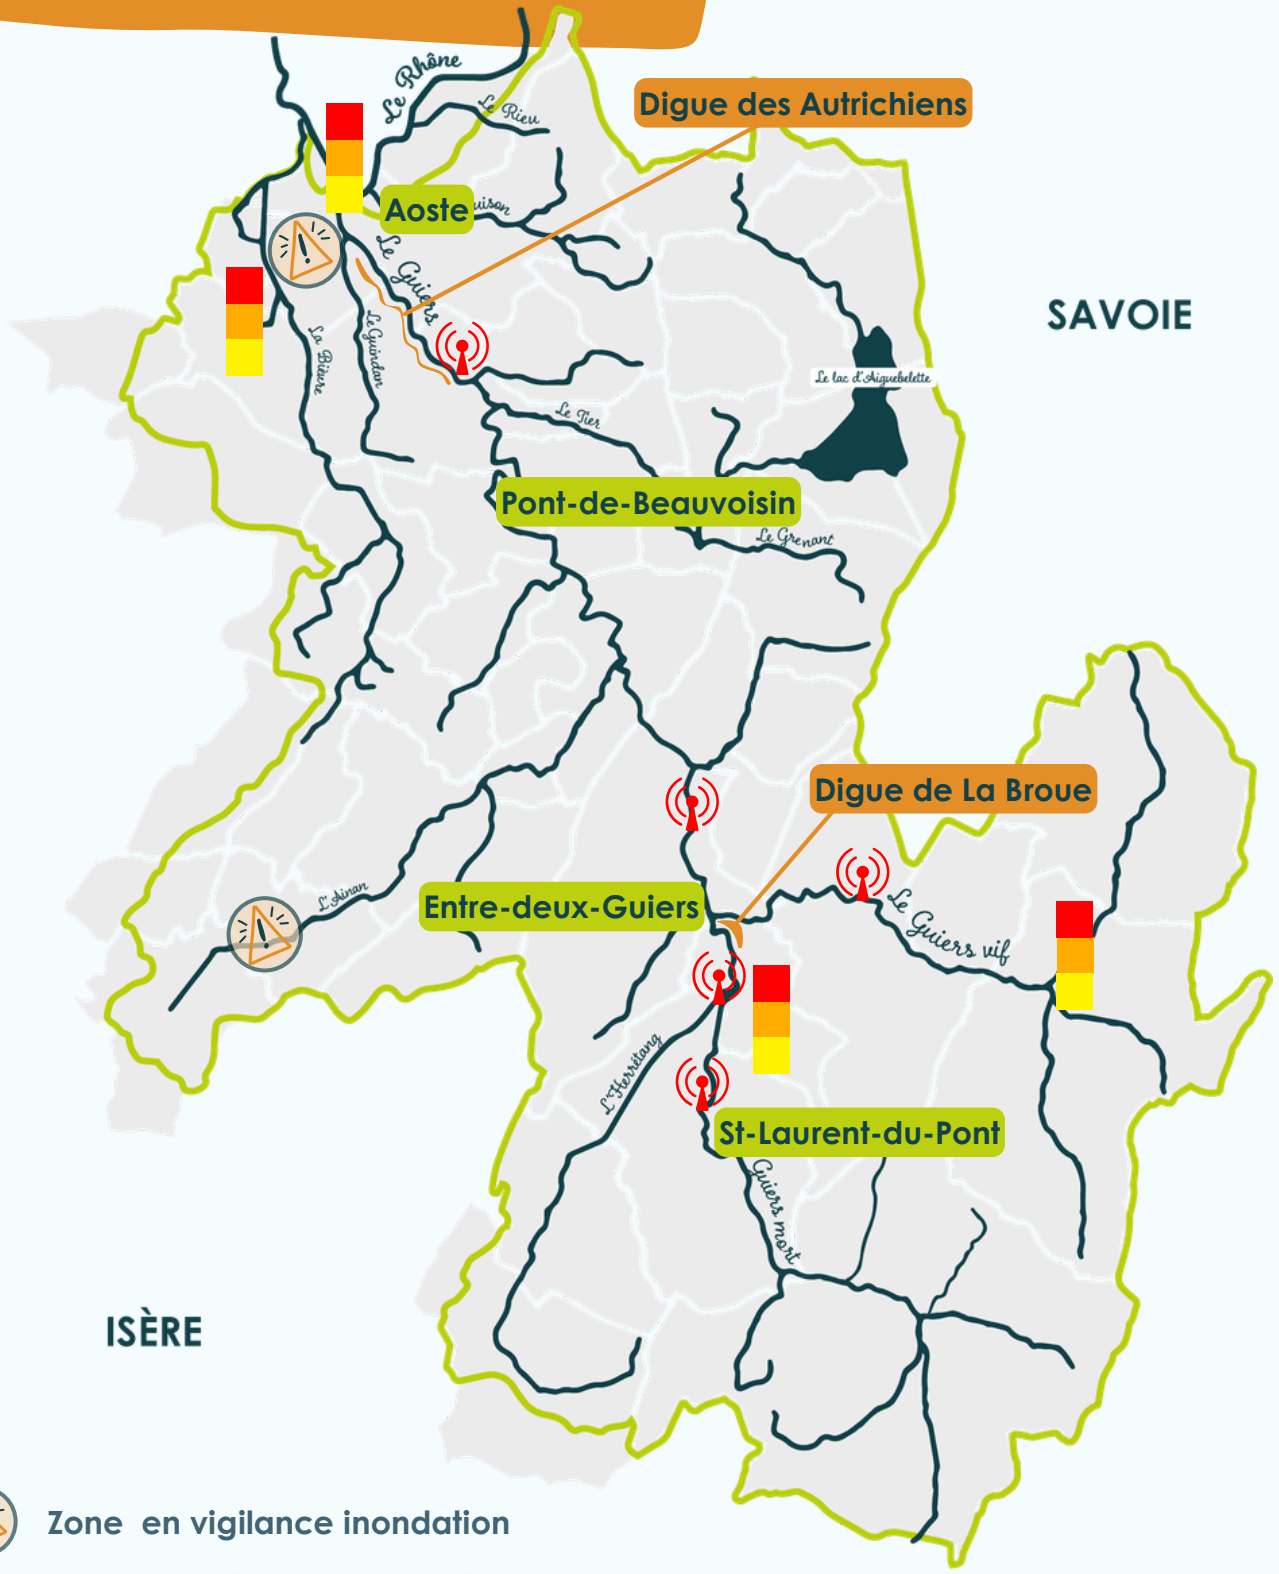 Le Rhône
Le Rieu
Digue des Autrichiens
Aoste
uison
Le Guiers
SAVOIE
La Bièvre
Le Guindan
Le lac d'Aiguebelette
Le Tier
Pont-de-Beauvoisin
Le Grenant
Digue de La Broue
L'Ainan
Entre-deux-Guiers
Le Guiers vif
L'Herrétang
St-Laurent-du-Pont
Guiers mort
ISÈRE
Zone en vigilance inondation